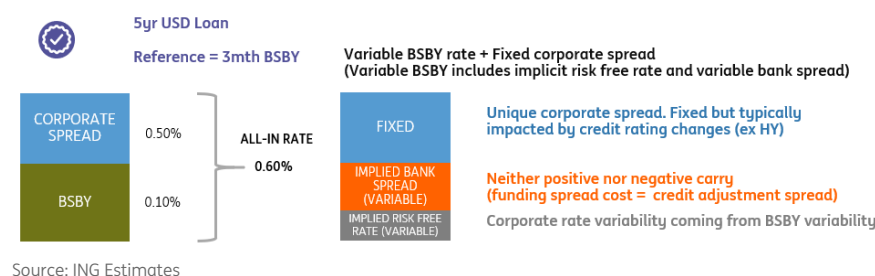 5yr USD Loan
Reference = 3mth BSBY
Variable BSBY rate + Fixed corporate spread
(Variable BSBY includes implicit risk free rate and variable bank spread)
CORPORATE
SPREAD
0.50%
BSBY
0.10%
ALL-IN RATE
0.60%
FIXED
Unique corporate spread. Fixed but typically
impacted by credit rating changes (ex HY)
IMPLIED BANK
SPREAD
(VARIABLE)
Neither positive nor negative carry
(funding spread cost = credit adjustment spread)
IMPLIED RISK FREE
RATE (VARIABLE)
Corporate rate variability coming from BSBY variability
Source: ING Estimates